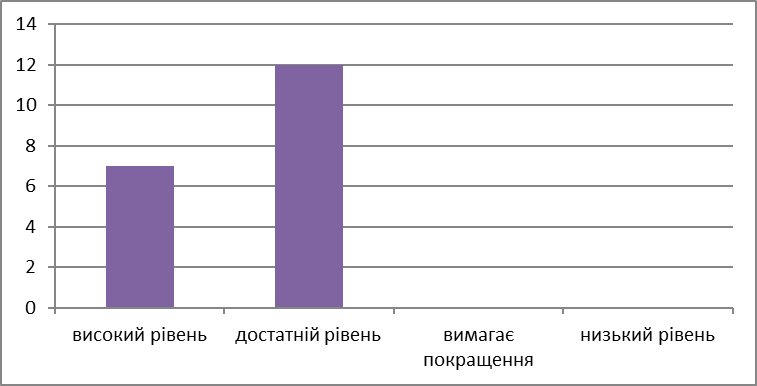 14
12
10
8
6
4
2
0
високий рівень
достатній рівень
вимагає
покращення
низький рівень